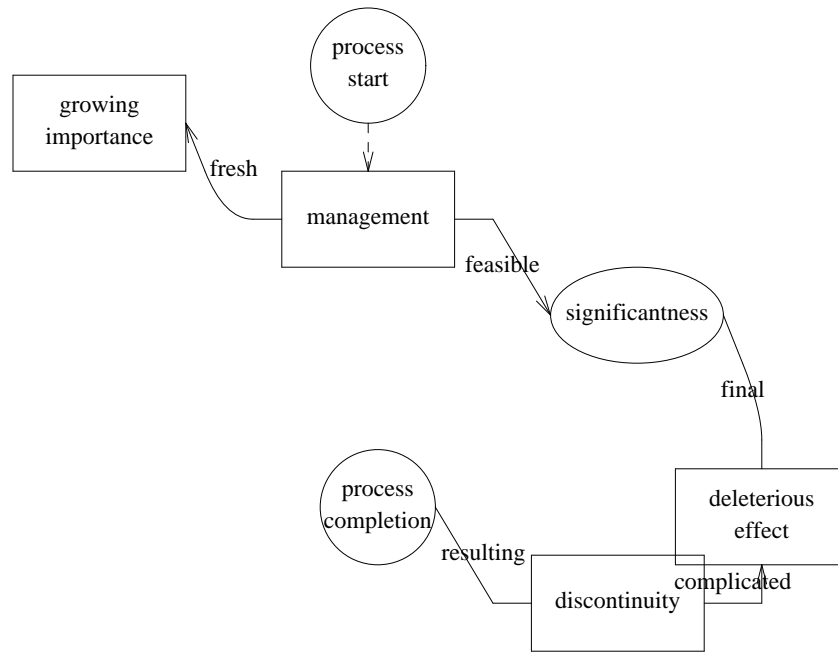 process
start
growing
importance
fresh
management
feasible
significantness
final
process
completion
deleterious
effect
resulting
complicated
discontinuity